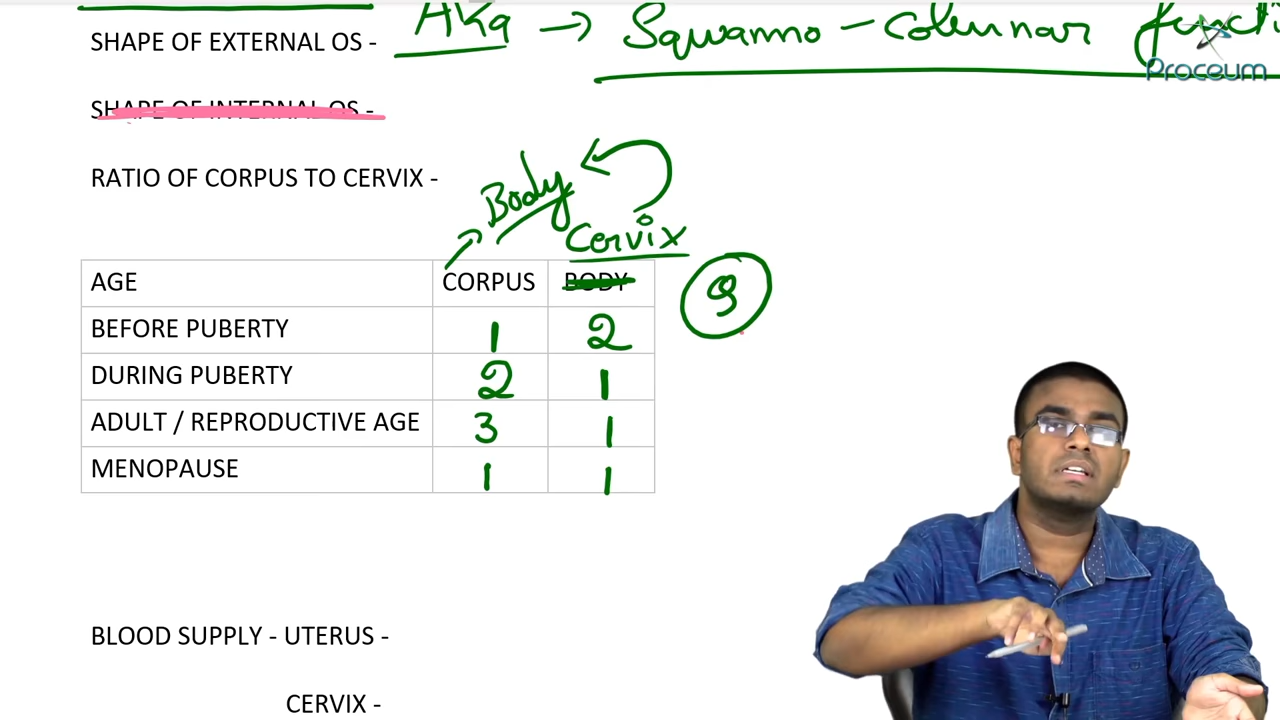 AKA → Squamo-columnar functi
SHAPE OF EXTERNAL OS -
Proceum
SHAPE OF INTERNAL OS -
RATIO OF CORPUS TO CERVIX -
Body
Cervix
AGE CORPUS BODY
9
BEFORE PUBERTY 1 2
DURING PUBERTY 2 1
ADULT / REPRODUCTIVE AGE 3 1
MENOPAUSE 1 1
BLOOD SUPPLY - UTERUS -
CERVIX -